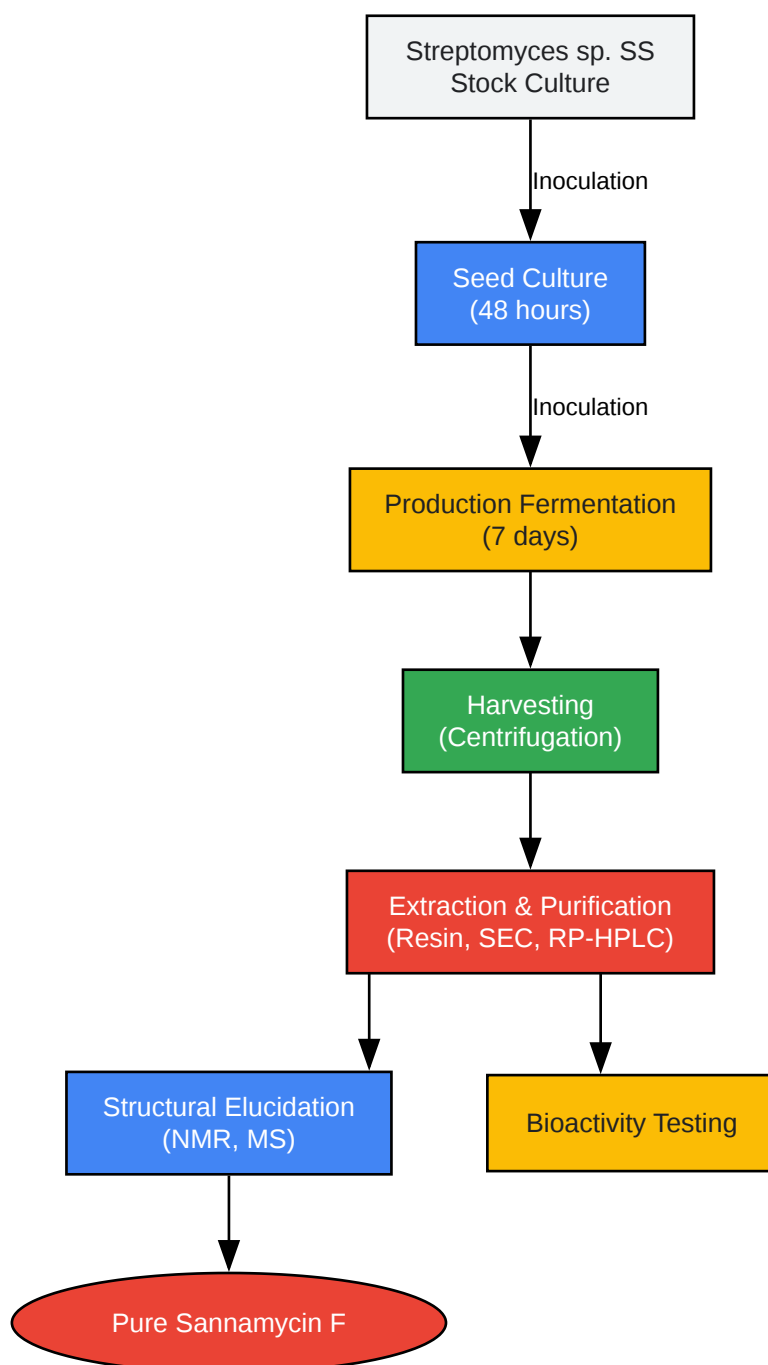 Streptomyces sp. SS
Stock Culture
Inoculation
Seed Culture
(48 hours)
Inoculation
Production Fermentation
(7 days)
Harvesting
(Centrifugation)
Extraction & Purification
(Resin, SEC, RP-HPLC)
Structural Elucidation
(NMR, MS)
Bioactivity Testing
Pure Sannamycin F